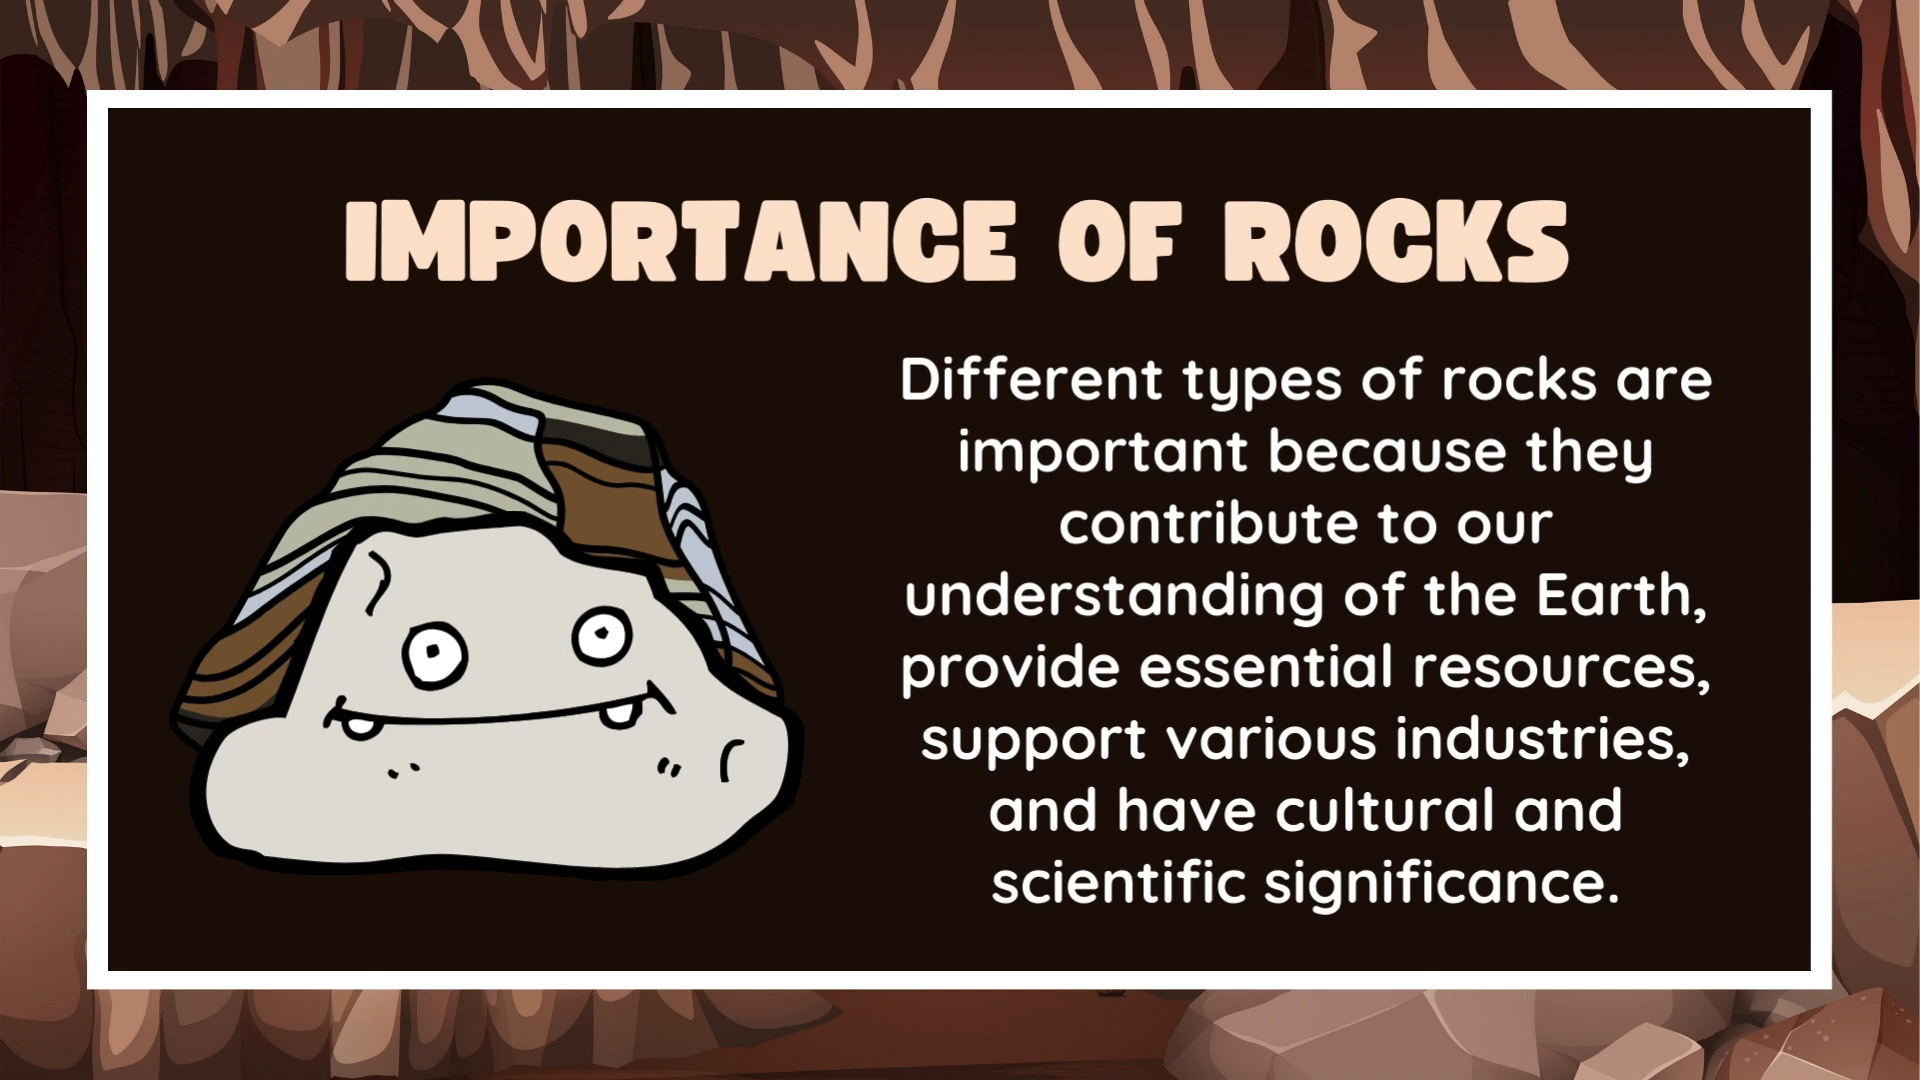 IMPORTANCE OF ROCKS
Different types of rocks are
important because they
contribute to our
understanding of the Earth,
provide essential resources,
support various industries,
and have cultural and
scientific significance.